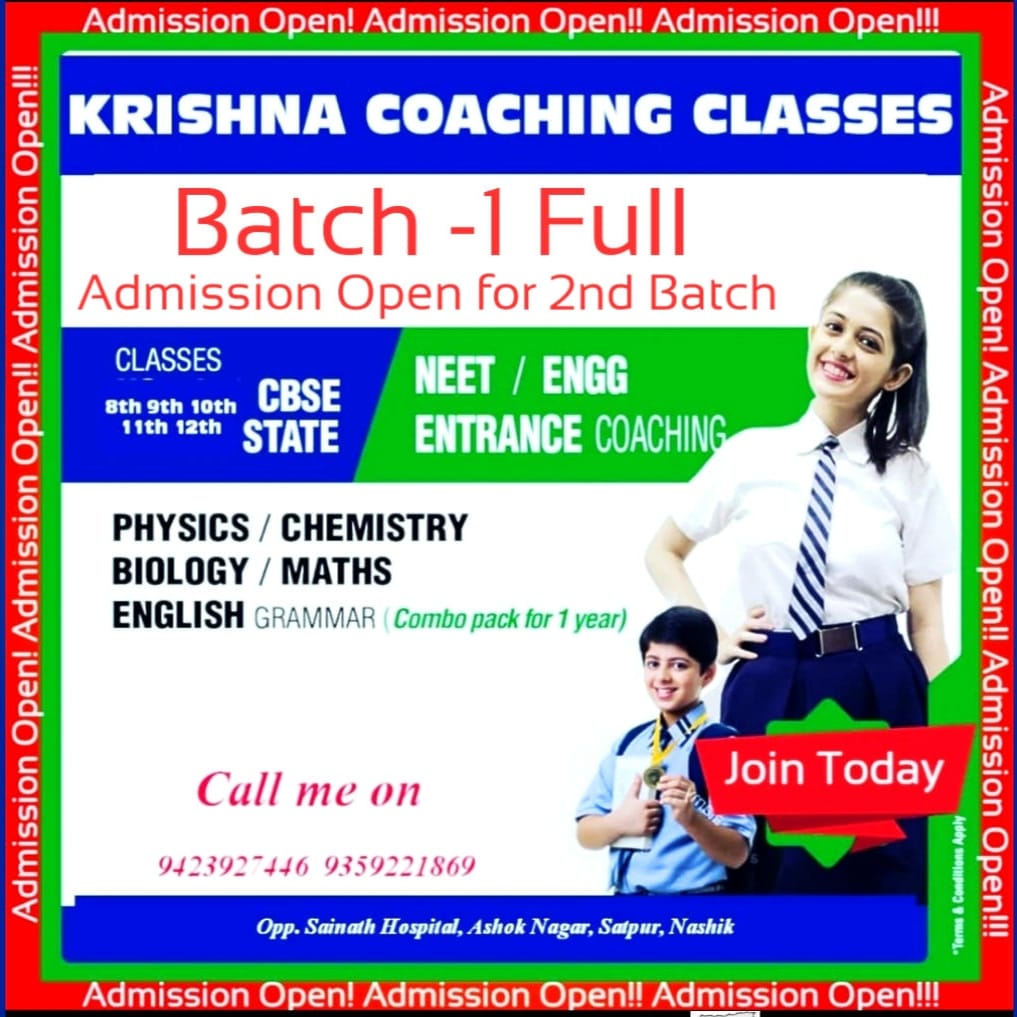 Admission Open! Admission Open!! Admission Open!!!
Admission Open! Admission Open!! Admission Open!!!
Admission Open! Admission Open!! Admission Open!!!
KRISHNA COACHING CLASSES
Batch -1 Full
Admission Open for 2nd Batch
CLASSES
8th 9th 10th
11th 12th
CBSE
STATE
NEET / ENGG
ENTRANCE COACHING
PHYSICS / CHEMISTRY
BIOLOGY / MATHS
ENGLISH GRAMMAR (Combo pack for 1 year)
Join Today
Call me on
9423927446 9359221869
*Terms & Conditions Apply
Opp. Sainath Hospital, Ashok Nagar, Satpur, Nashik
Admission Open! Admission Open!! Admission Open!!!